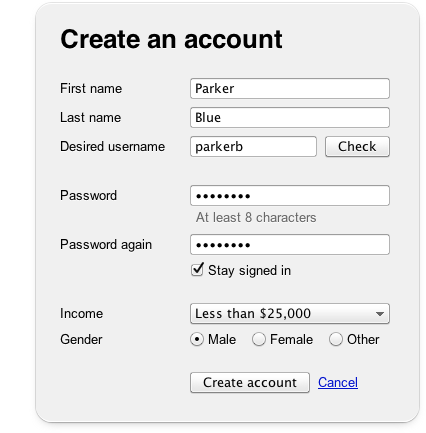 Create an account
First name Parker
Last name Blue
Desired username parkerb Check
Password ••••••••
At least 8 characters
Password again ••••••••
Stay signed in
Income Less than $25,000
Gender Male Female Other
Create account Cancel